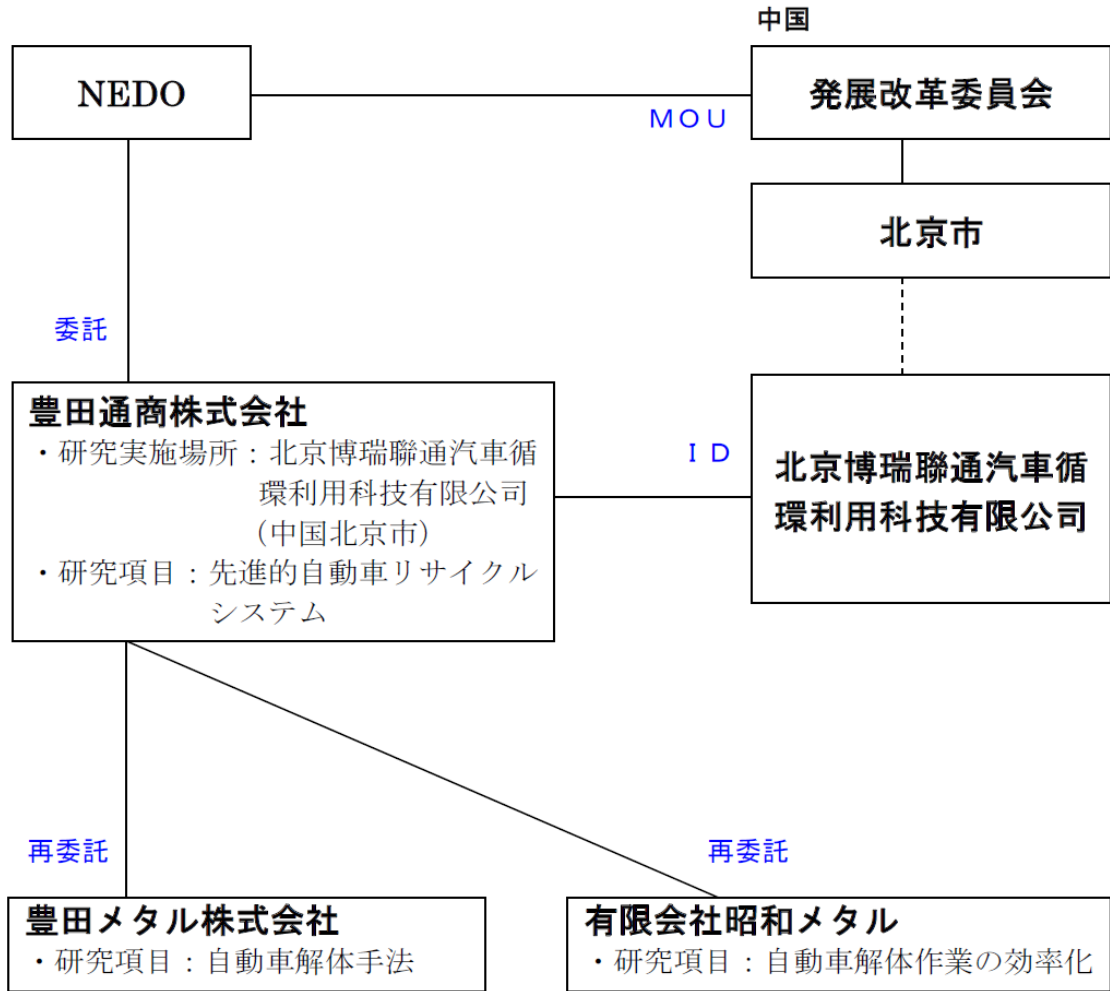 中国
NEDO
発展改革委員会
MOU
北京市
委託
豊田通商株式会社
・研究実施場所：北京博瑞聯通汽車循
環利用科技有限公司
（中国北京市）
・研究項目：先進的自動車リサイクル
システム
ID
北京博瑞聯通汽車循
環利用科技有限公司
再委託
再委託
豊田メタル株式会社
・研究項目：自動車解体手法
有限会社昭和メタル
・研究項目：自動車解体作業の効率化